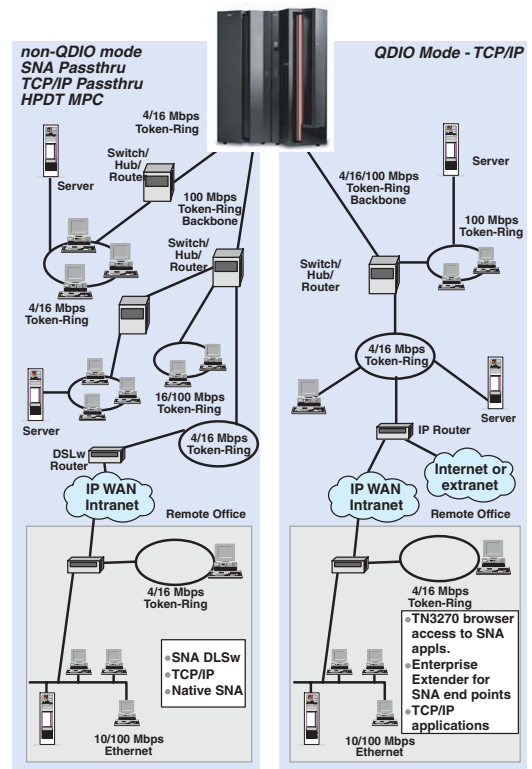 non-QDIO mode
SNA Passthru
TCP/IP Passthru
HPDT MPC
4/16 Mbps
Token-Ring
Switch/
Hub/
Router
Server
100 Mbps
Token-Ring
Backbone
Switch/
Hub/
Router
4/16 Mbps
Token-Ring
16/100 Mbps
Token-Ring
Server
4/16 Mbps
Token-Ring
DSLw
Router
IP WAN
Intranet
Remote Office
4/16 Mbps
Token-Ring
SNA DLSw
TCP/IP
Native SNA
10/100 Mbps
Ethernet
QDIO Mode - TCP/IP
4/16/100 Mbps
Token-Ring
Backbone
Server
100 Mbps
Token-Ring
Switch/
Hub/
Router
4/16 Mbps
Token-Ring
Server
IP Router
Internet or
extranet
IP WAN
Intranet
Remote Office
4/16 Mbps
Token-Ring
TN3270 browser
access to SNA
appls.
Enterprise
Extender for
SNA end points
TCP/IP
applications
10/100 Mbps
Ethernet